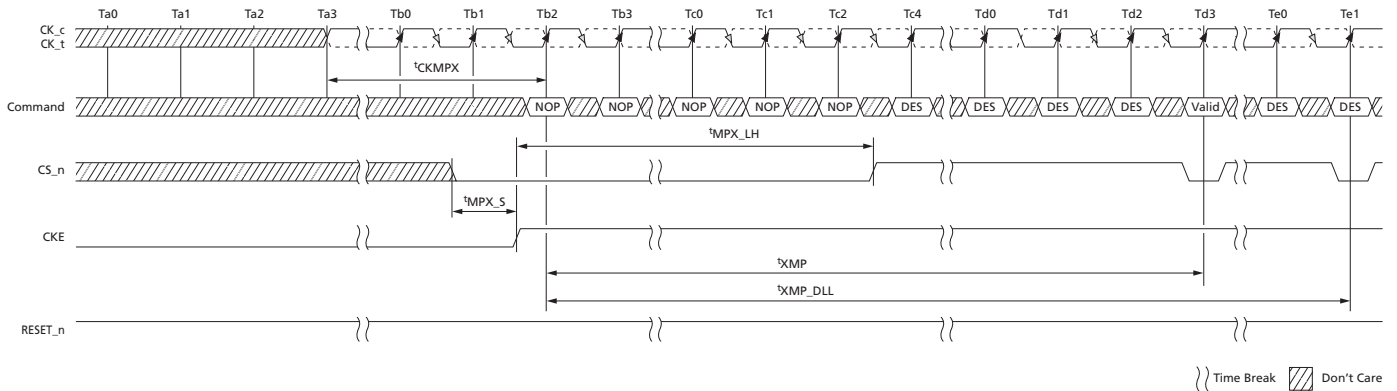 Ta0 Ta1 Ta2 Ta3 Tb0 Tb1 Tb2 Tb3 Tc0 Tc1 Tc2 Tc4 Td0 Td1 Td2 Td3 Te0 Te1
CK_c
CK_t
tCKMPX
Command NOP NOP NOP NOP NOP DES DES DES DES Valid DES DES
tMPX_LH
CS_n
tMPX_S
CKE
tXMP
tXMP_DLL
RESET_n
Time Break Don't Care